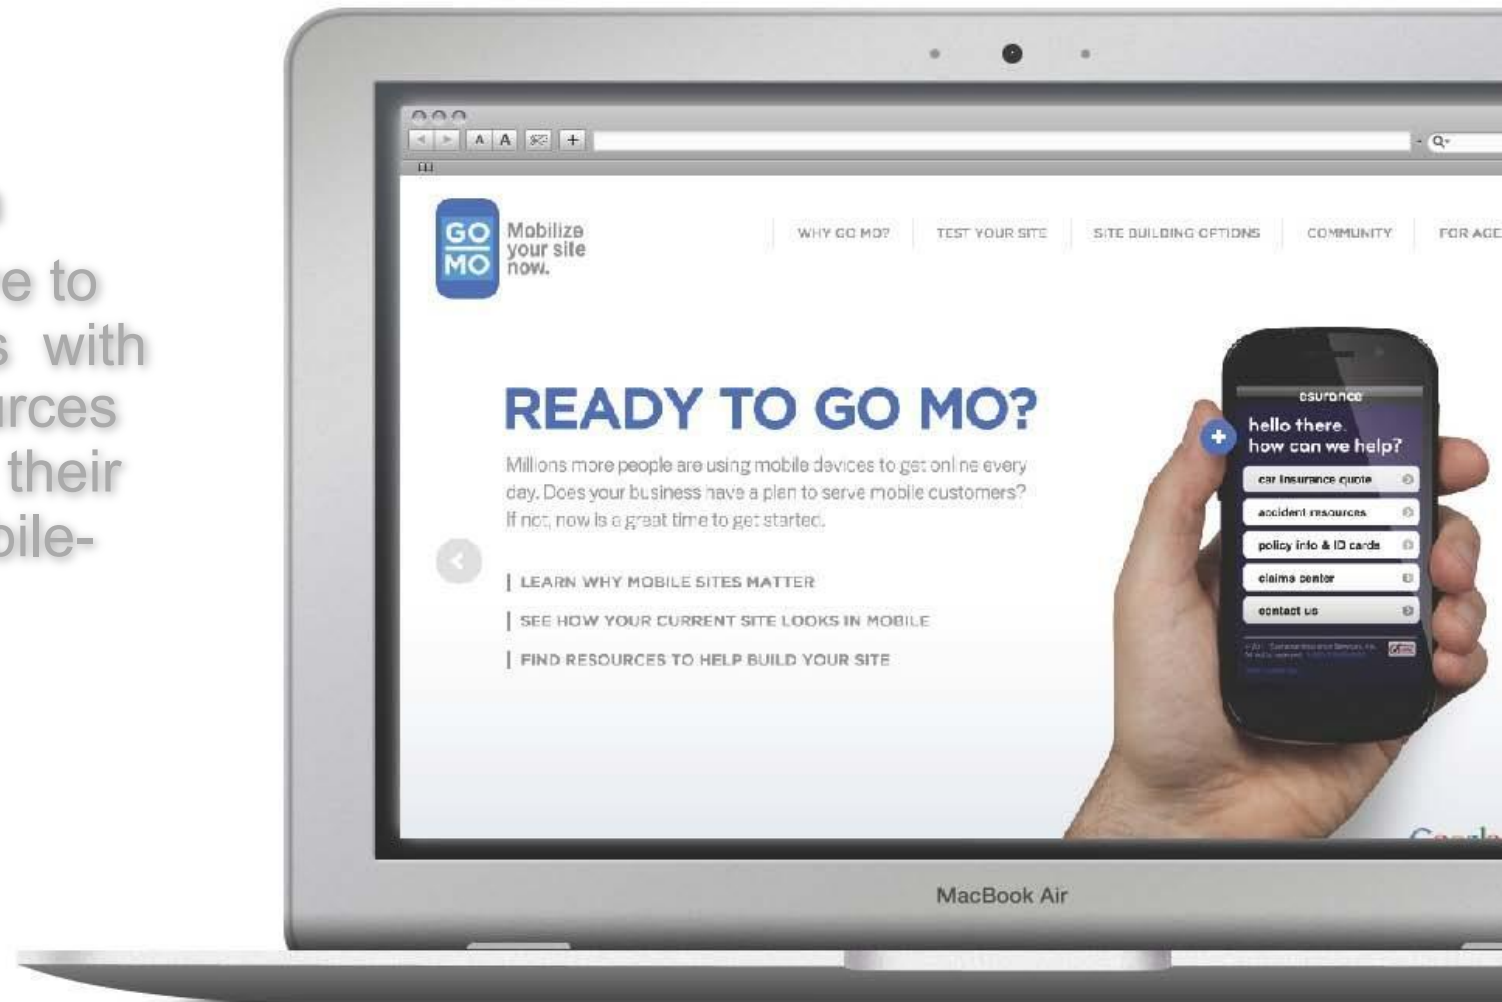 e to
s with
urces
their
bile-
GO
MO
Mobilize
your site
now.
WHY GO MO?
TEST YOUR SITE
SITE BUILDING OPTIONS
COMMUNITY
FOR AGE
READY TO GO MO?
Millions more people are using mobile devices to get online every
day. Does your business have a plan to serve mobile customers?
If not, now is a great time to get started.
LEARN WHY MOBILE SITES MATTER
SEE HOW YOUR CURRENT SITE LOOKS IN MOBILE
FIND RESOURCES TO HELP BUILD YOUR SITE
esurance
hello there.
how can we help?
car insurance quote
accident resources
policy info & ID cards
claims center
contact us
MacBook Air